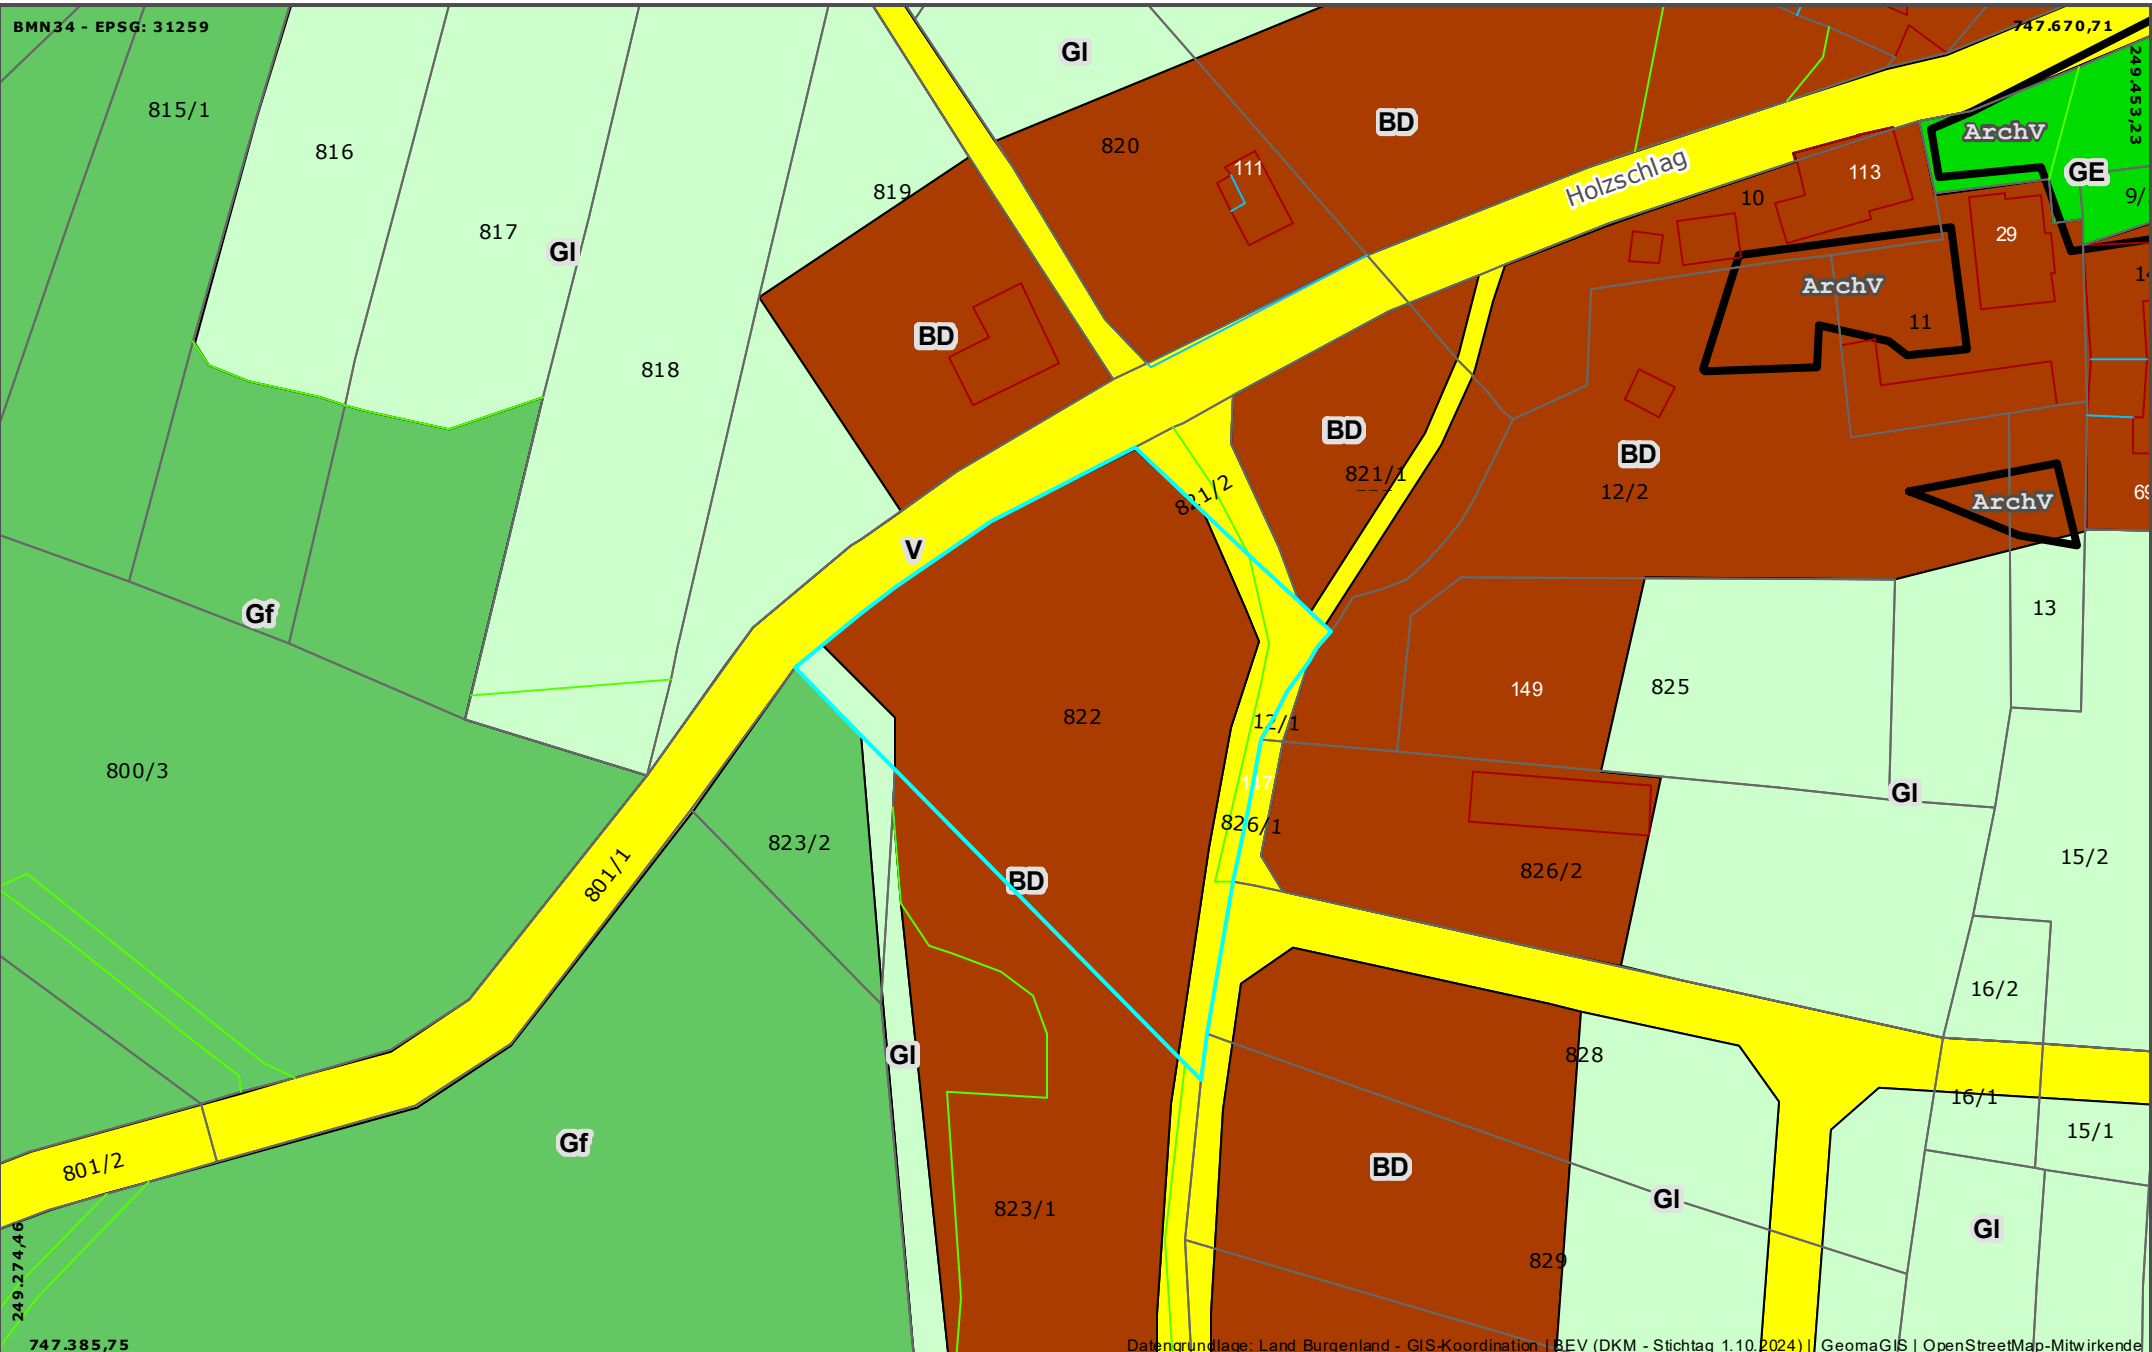 BMN34 - EPSG: 31259
747.670,71
249.453,23
GI
815/1
816
BD
820
ArchV
111
Holzschlag
113
GE
819
10
9/
817
29
GI
ArchV
14
BD
11
818
BD
821/1
BD
12/2
821/2
ArchV
69
V
Gf
13
149
825
822
12/1
800/3
147
GI
826/1
823/2
15/2
801/1
BD
826/2
16/2
GI
828
16/1
15/1
Gf
801/2
BD
GI
823/1
GI
829
249.274,46
747.385,75
Datengrundlage: Land Burgenland - GIS-Koordination | BEV (DKM - Stichtag 1.10.2024) | GeomaGIS | OpenStreetMap-Mitwirkende